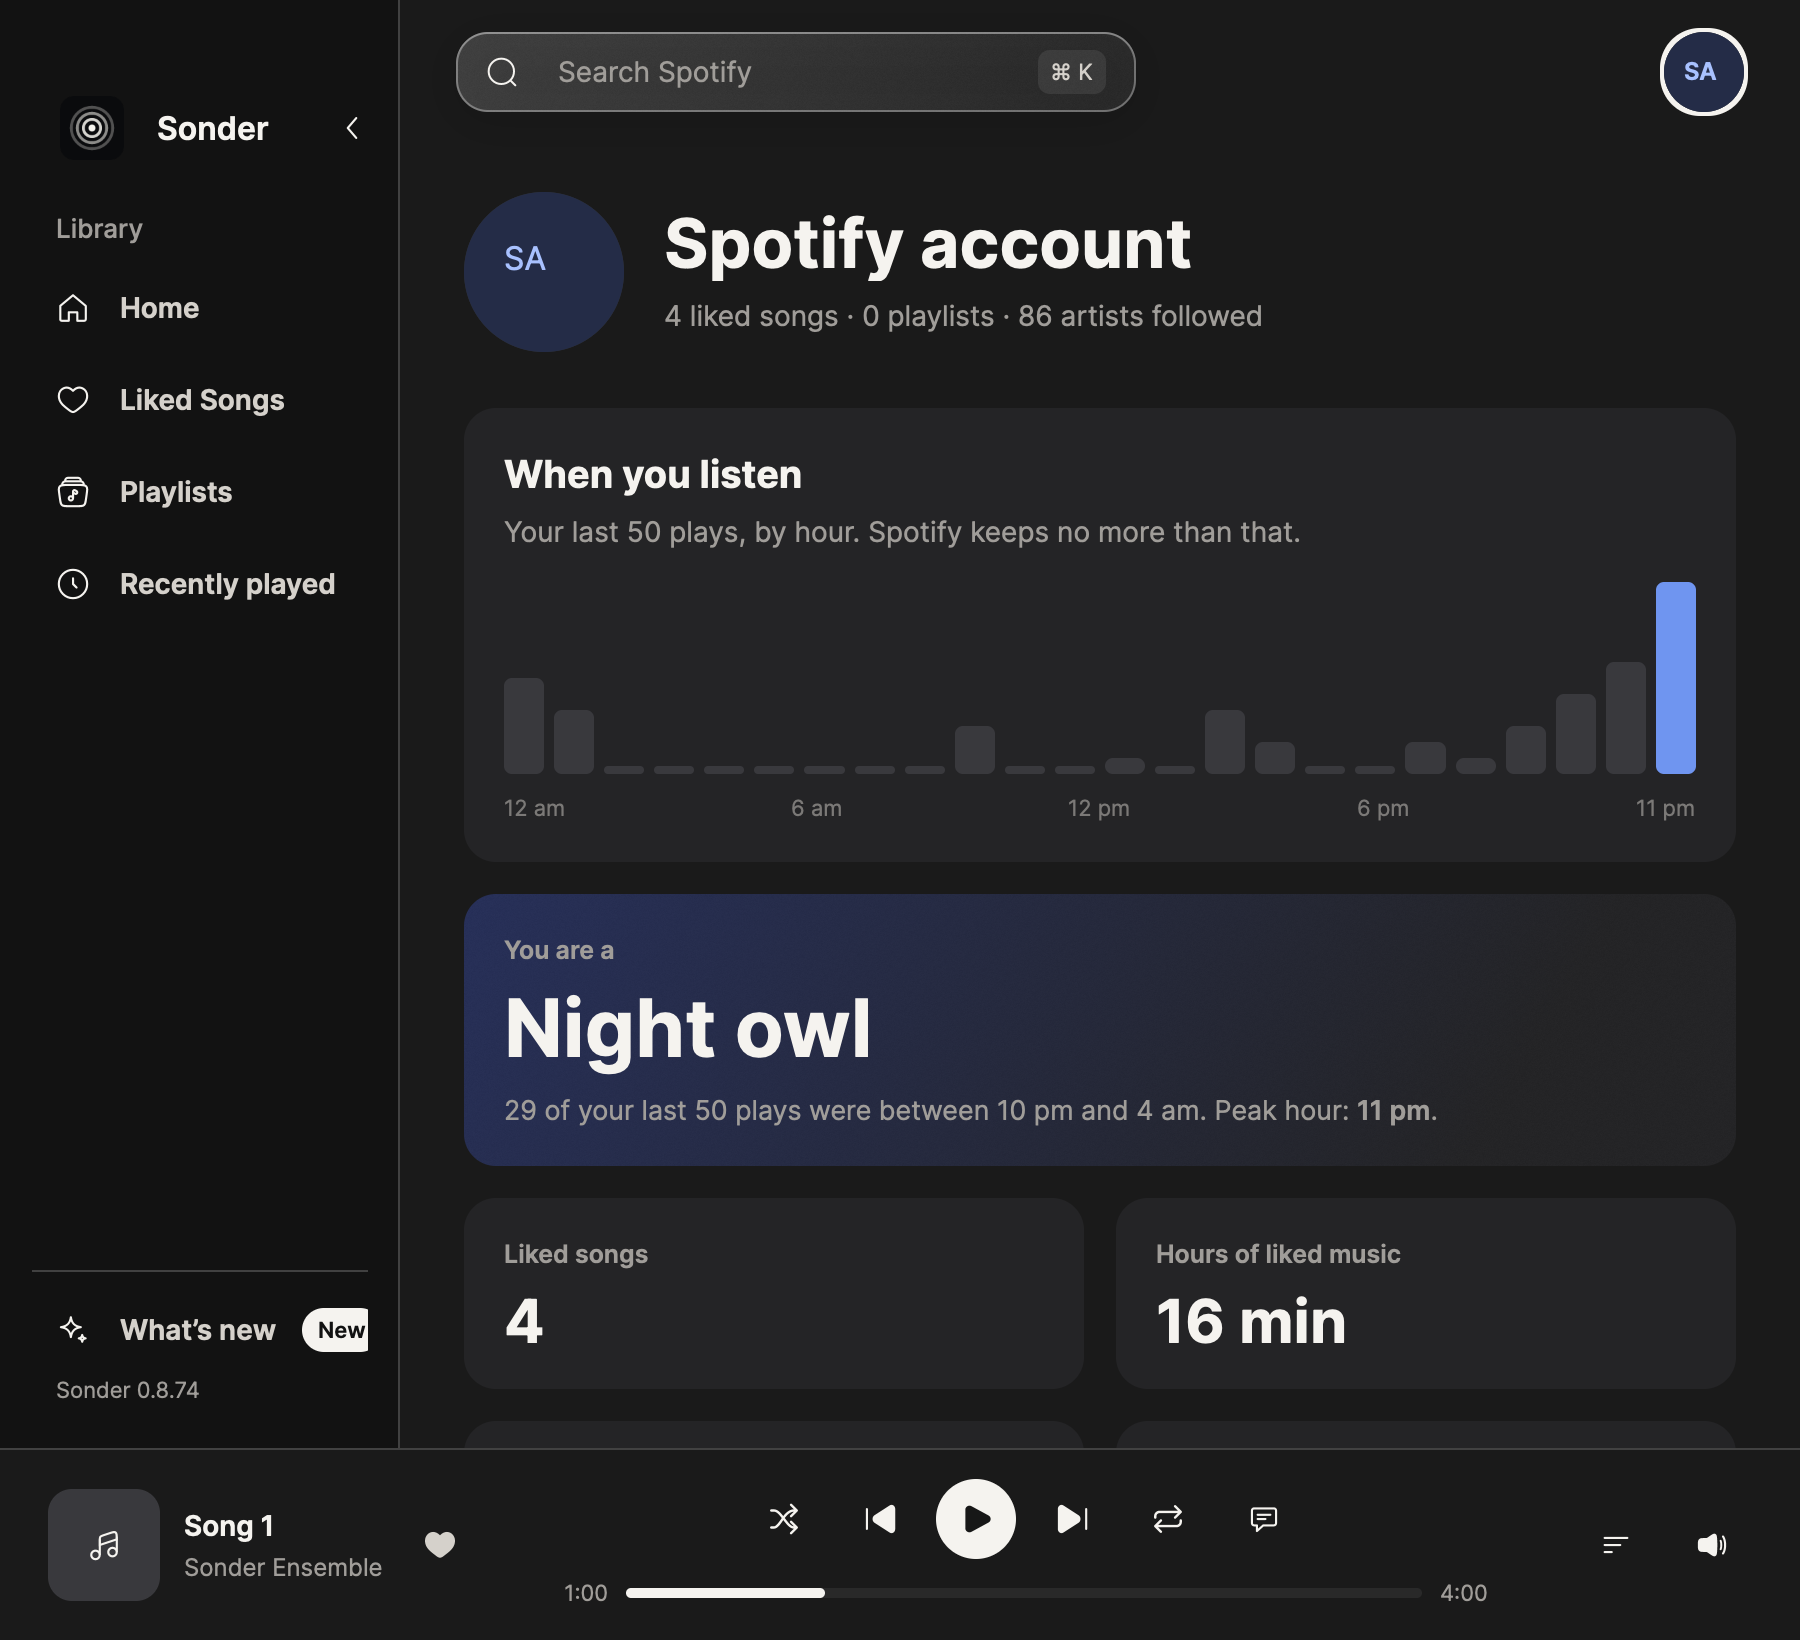 Sonder
Library
Home
Liked Songs
Playlists
Recently played
What’s new
New
Sonder 0.8.74
Search Spotify
⌘ K
SA
SA
Spotify account
4 liked songs · 0 playlists · 86 artists followed
When you listen
Your last 50 plays, by hour. Spotify keeps no more than that.
12 am 6 am 12 pm 6 pm 11 pm
You are a
Night owl
29 of your last 50 plays were between 10 pm and 4 am. Peak hour: 11 pm.
Liked songs
4
Hours of liked music
16 min
Song 1
Sonder Ensemble
1:00
4:00